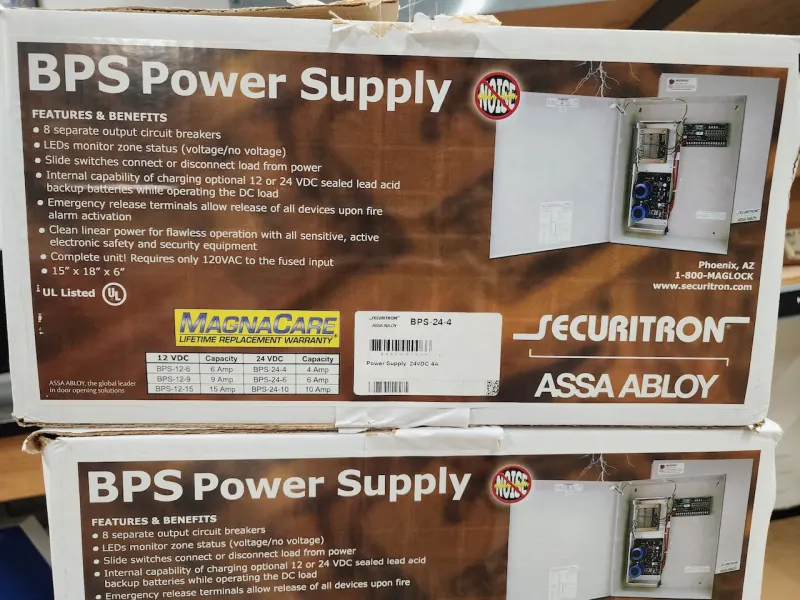 BPS Power Supply
NOISE
FEATURES & BENEFITS
• 8 separate output circuit breakers
• LEDs monitor zone status (voltage/no voltage)
• Slide switches connect or disconnect load from power
• Internal capability of charging optional 12 or 24 VDC sealed lead acid
backup batteries while operating the DC load
• Emergency release terminals allow release of all devices upon fire
alarm activation
• Clean linear power for flawless operation with all sensitive, active
electronic safety and security equipment
• Complete unit! Requires only 120VAC to the fused input
• 15" x 18" x 6"
UL Listed UL
Phoenix, AZ
1-800-MAGLOCK
www.securitron.com
MAGNACARE
LIFETIME REPLACEMENT WARRANTY
12 VDC Capacity 24 VDC Capacity
BPS-12-6 6 Amp BPS-24-4 4 Amp
BPS-12-9 9 Amp BPS-24-6 6 Amp
BPS-12-15 15 Amp BPS-24-10 10 Amp
SECURITRON BPS-24-4
ASSA ABLOY
Power Supply 24VDC 4A
SECURITRON
ASSA ABLOY
ASSA ABLOY, the global leader
in door opening solutions
SECURITRON
ASSA ABLOY
BPS Power Supply
NOISE
FEATURES & BENEFITS
• 8 separate output circuit breakers
• LEDs monitor zone status (voltage/no voltage)
• Slide switches connect or disconnect load from power
• Internal capability of charging optional 12 or 24 VDC sealed lead acid
backup batteries while operating the DC load
• Emergency release terminals allow release of all devices upon fire